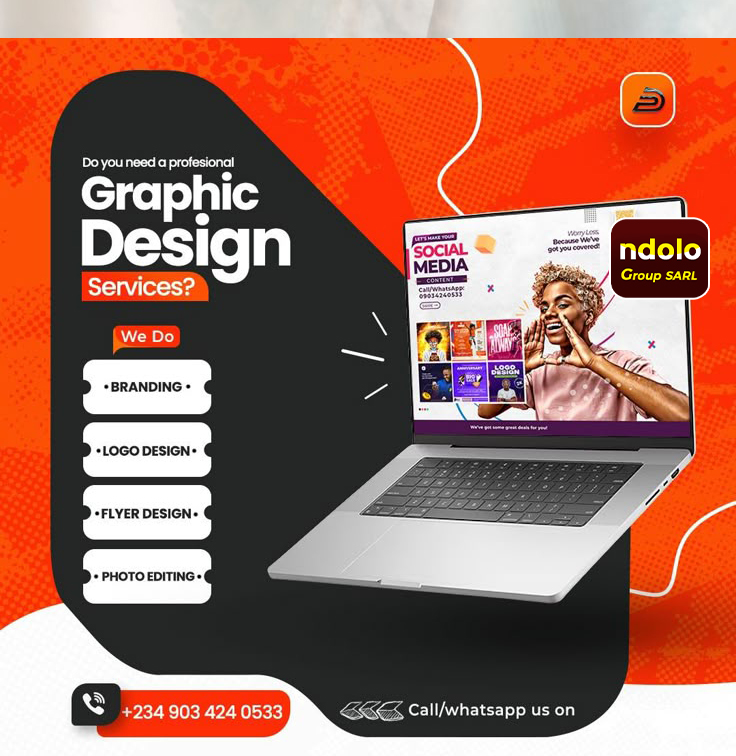 Do you need a profesional
Graphic
Design
Services?
We Do
• BRANDING •
• LOGO DESIGN •
• FLYER DESIGN •
• PHOTO EDITING •
LET'S MAKE YOUR
SOCIAL
MEDIA
CONTENT
Call/WhatsApp:
09034240533
Worry Less,
Because We've
got you covered!
ndolo
Group SARL
ANNIVERSARY
LOGO
DESIGN
We've got some great deals for you!
+234 903 424 0533
Call/whatsapp us on